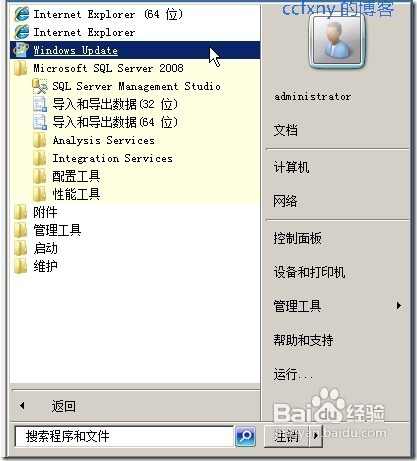 ccfxny 的博客
Internet Explorer (64 位)
Internet Explorer
Windows Update
Microsoft SQL Server 2008
SQL Server Management Studio
导入和导出数据(32 位)
导入和导出数据(64 位)
Analysis Services
Integration Services
配置工具
性能工具
附件
管理工具
启动
维护
返回
搜索程序和文件
administrator
文档
计算机
网络
控制面板
设备和打印机
管理工具
帮助和支持
运行...
注销
Baidu 经验
jingyan.baidu.com